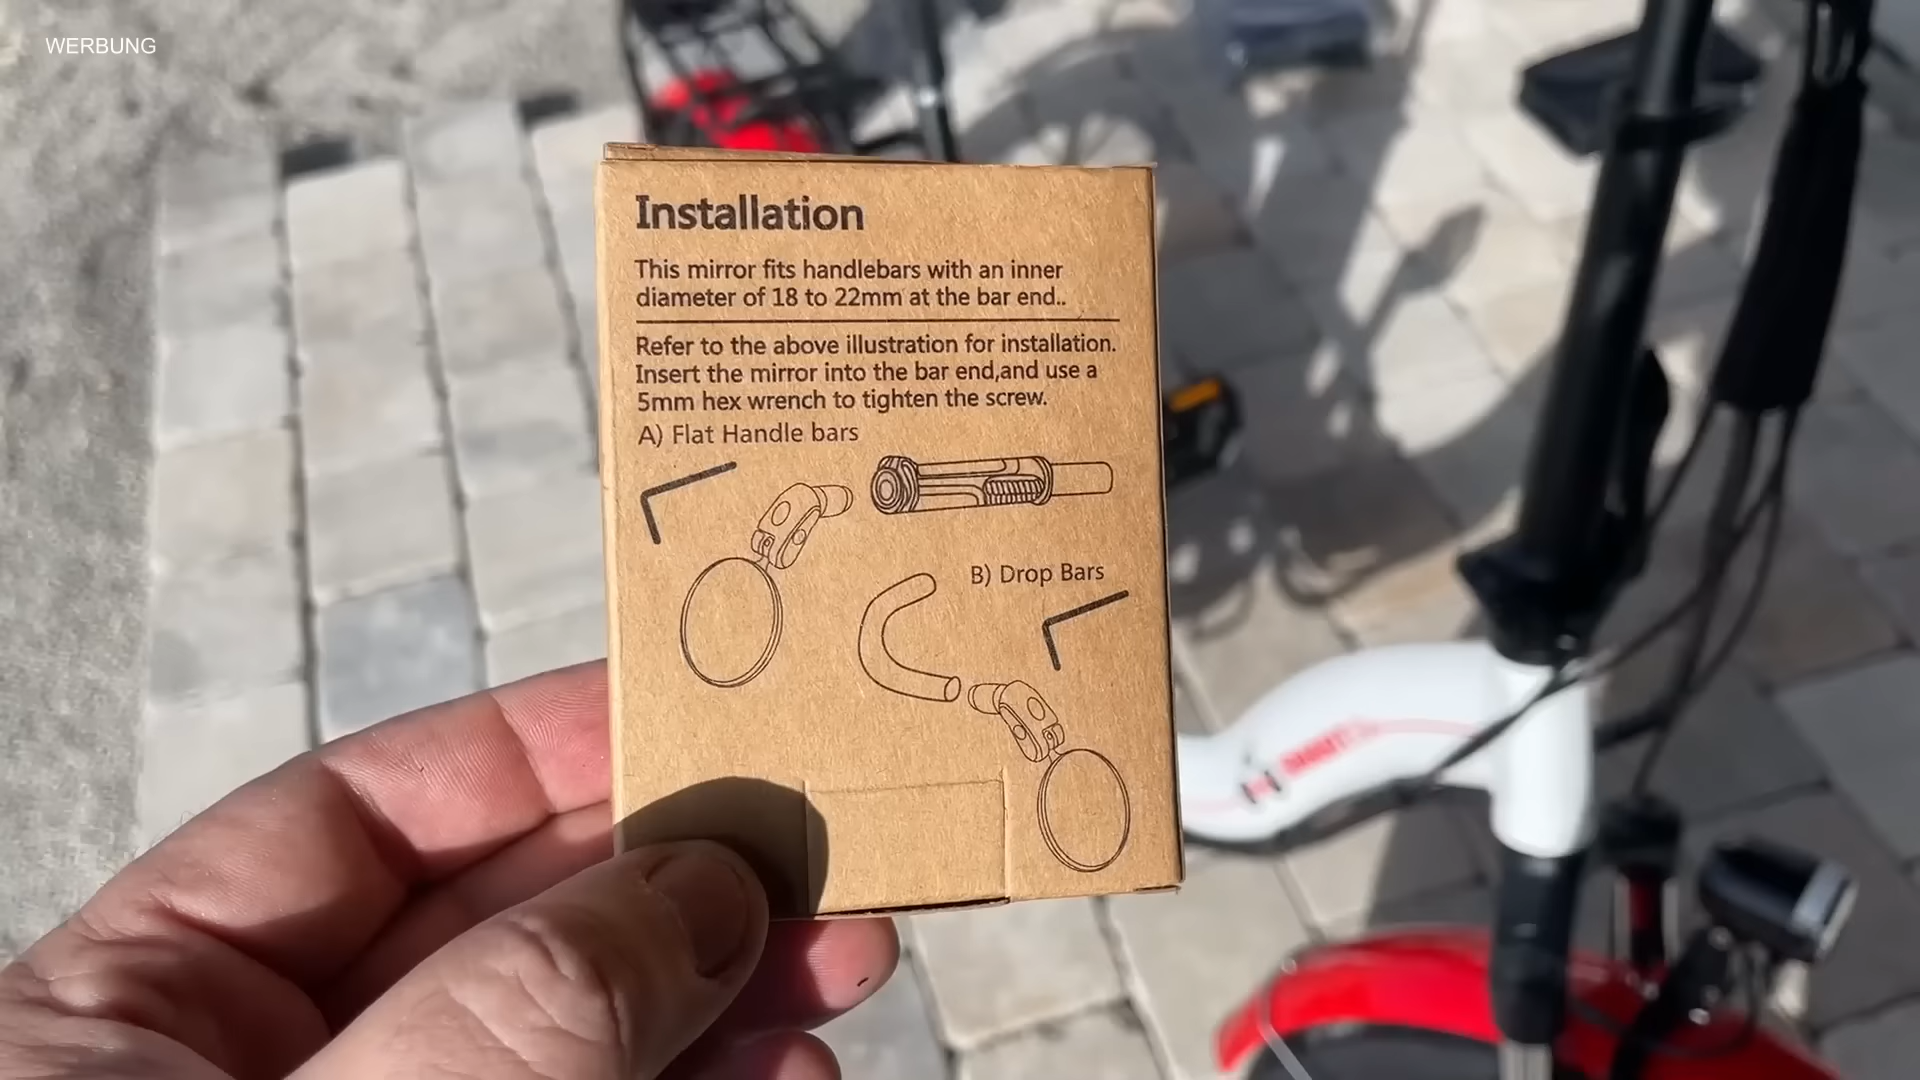 WERBUNG
Installation
This mirror fits handlebars with an inner
diameter of 18 to 22mm at the bar end..
Refer to the above illustration for installation.
Insert the mirror into the bar end,and use a
5mm hex wrench to tighten the screw.
A) Flat Handle bars
B) Drop Bars